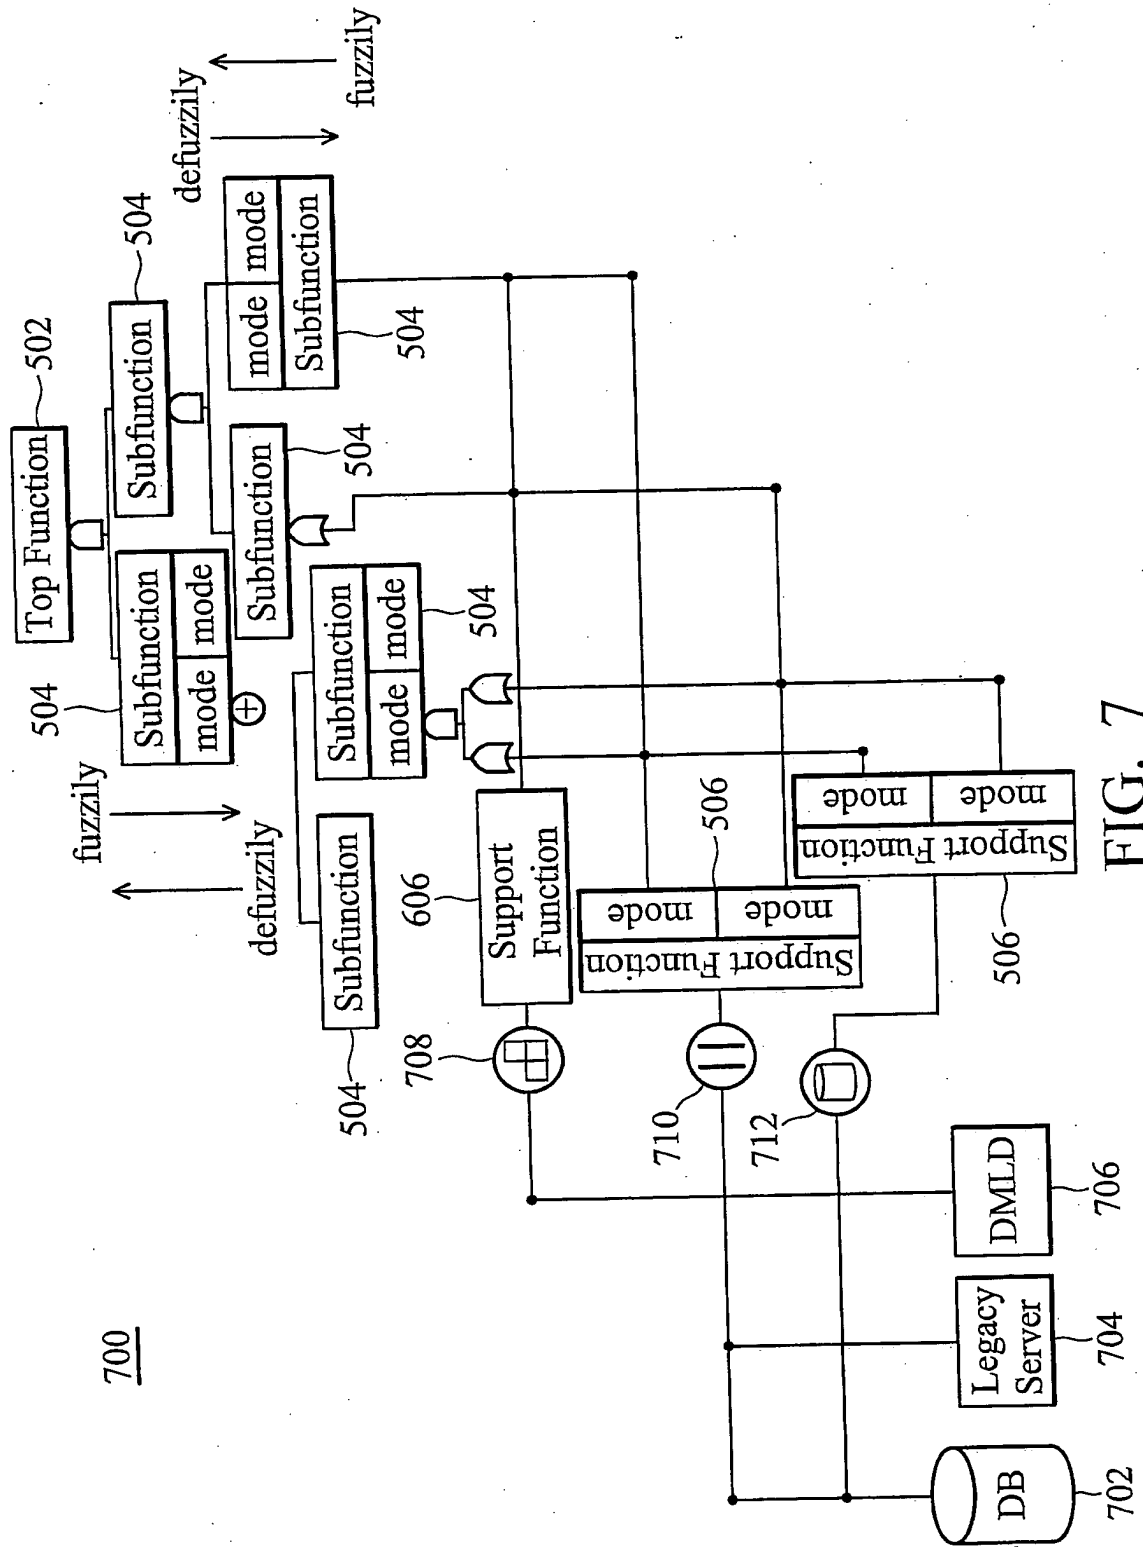 700
Top Function
502
504
Subfunction
mode
mode
Subfunction
504
fuzzily
defuzzily
defuzzily
fuzzily
Subfunction
504
mode
mode
Subfunction
504
Subfunction
504
Subfunction
mode
mode
504
606
Support
Function
708
506
mode
mode
Support Function
710
mode
mode
Support Function
506
712
DB
702
Legacy
Server
704
DMLD
706
FIG. 7